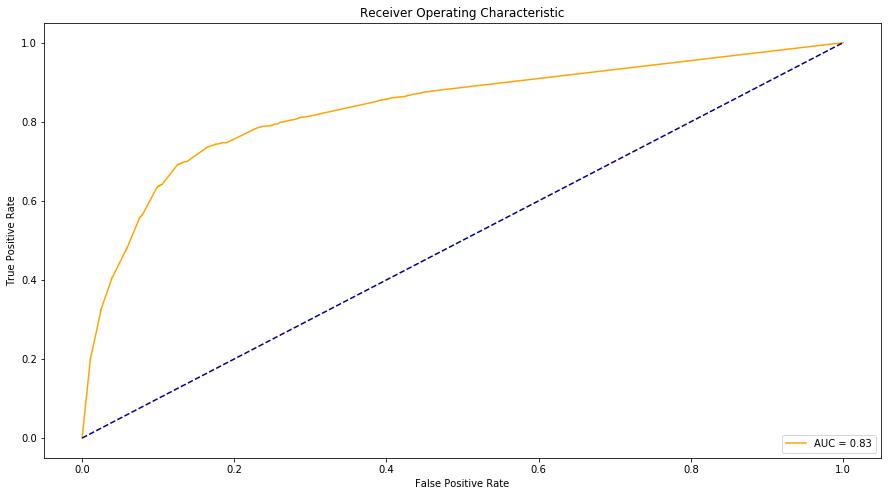 Receiver Operating Characteristic
1.0
0.8
0.6
0.4
0.2
0.0
True Positive Rate
AUC = 0.83
0.0 0.2 0.4 0.6 0.8 1.0
False Positive Rate